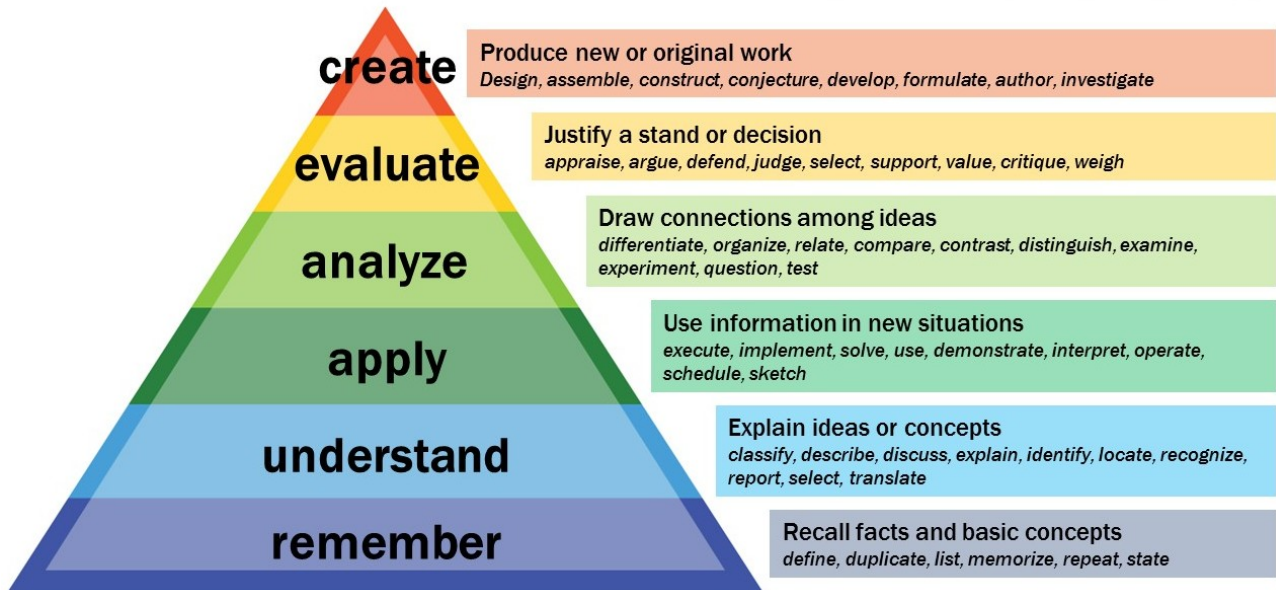 create
Produce new or original work
Design, assemble, construct, conjecture, develop, formulate, author, investigate
evaluate
Justify a stand or decision
appraise, argue, defend, judge, select, support, value, critique, weigh
analyze
Draw connections among ideas
differentiate, organize, relate, compare, contrast, distinguish, examine,
experiment, question, test
apply
Use information in new situations
execute, implement, solve, use, demonstrate, interpret, operate,
schedule, sketch
understand
Explain ideas or concepts
classify, describe, discuss, explain, identify, locate, recognize,
report, select, translate
remember
Recall facts and basic concepts
define, duplicate, list, memorize, repeat, state